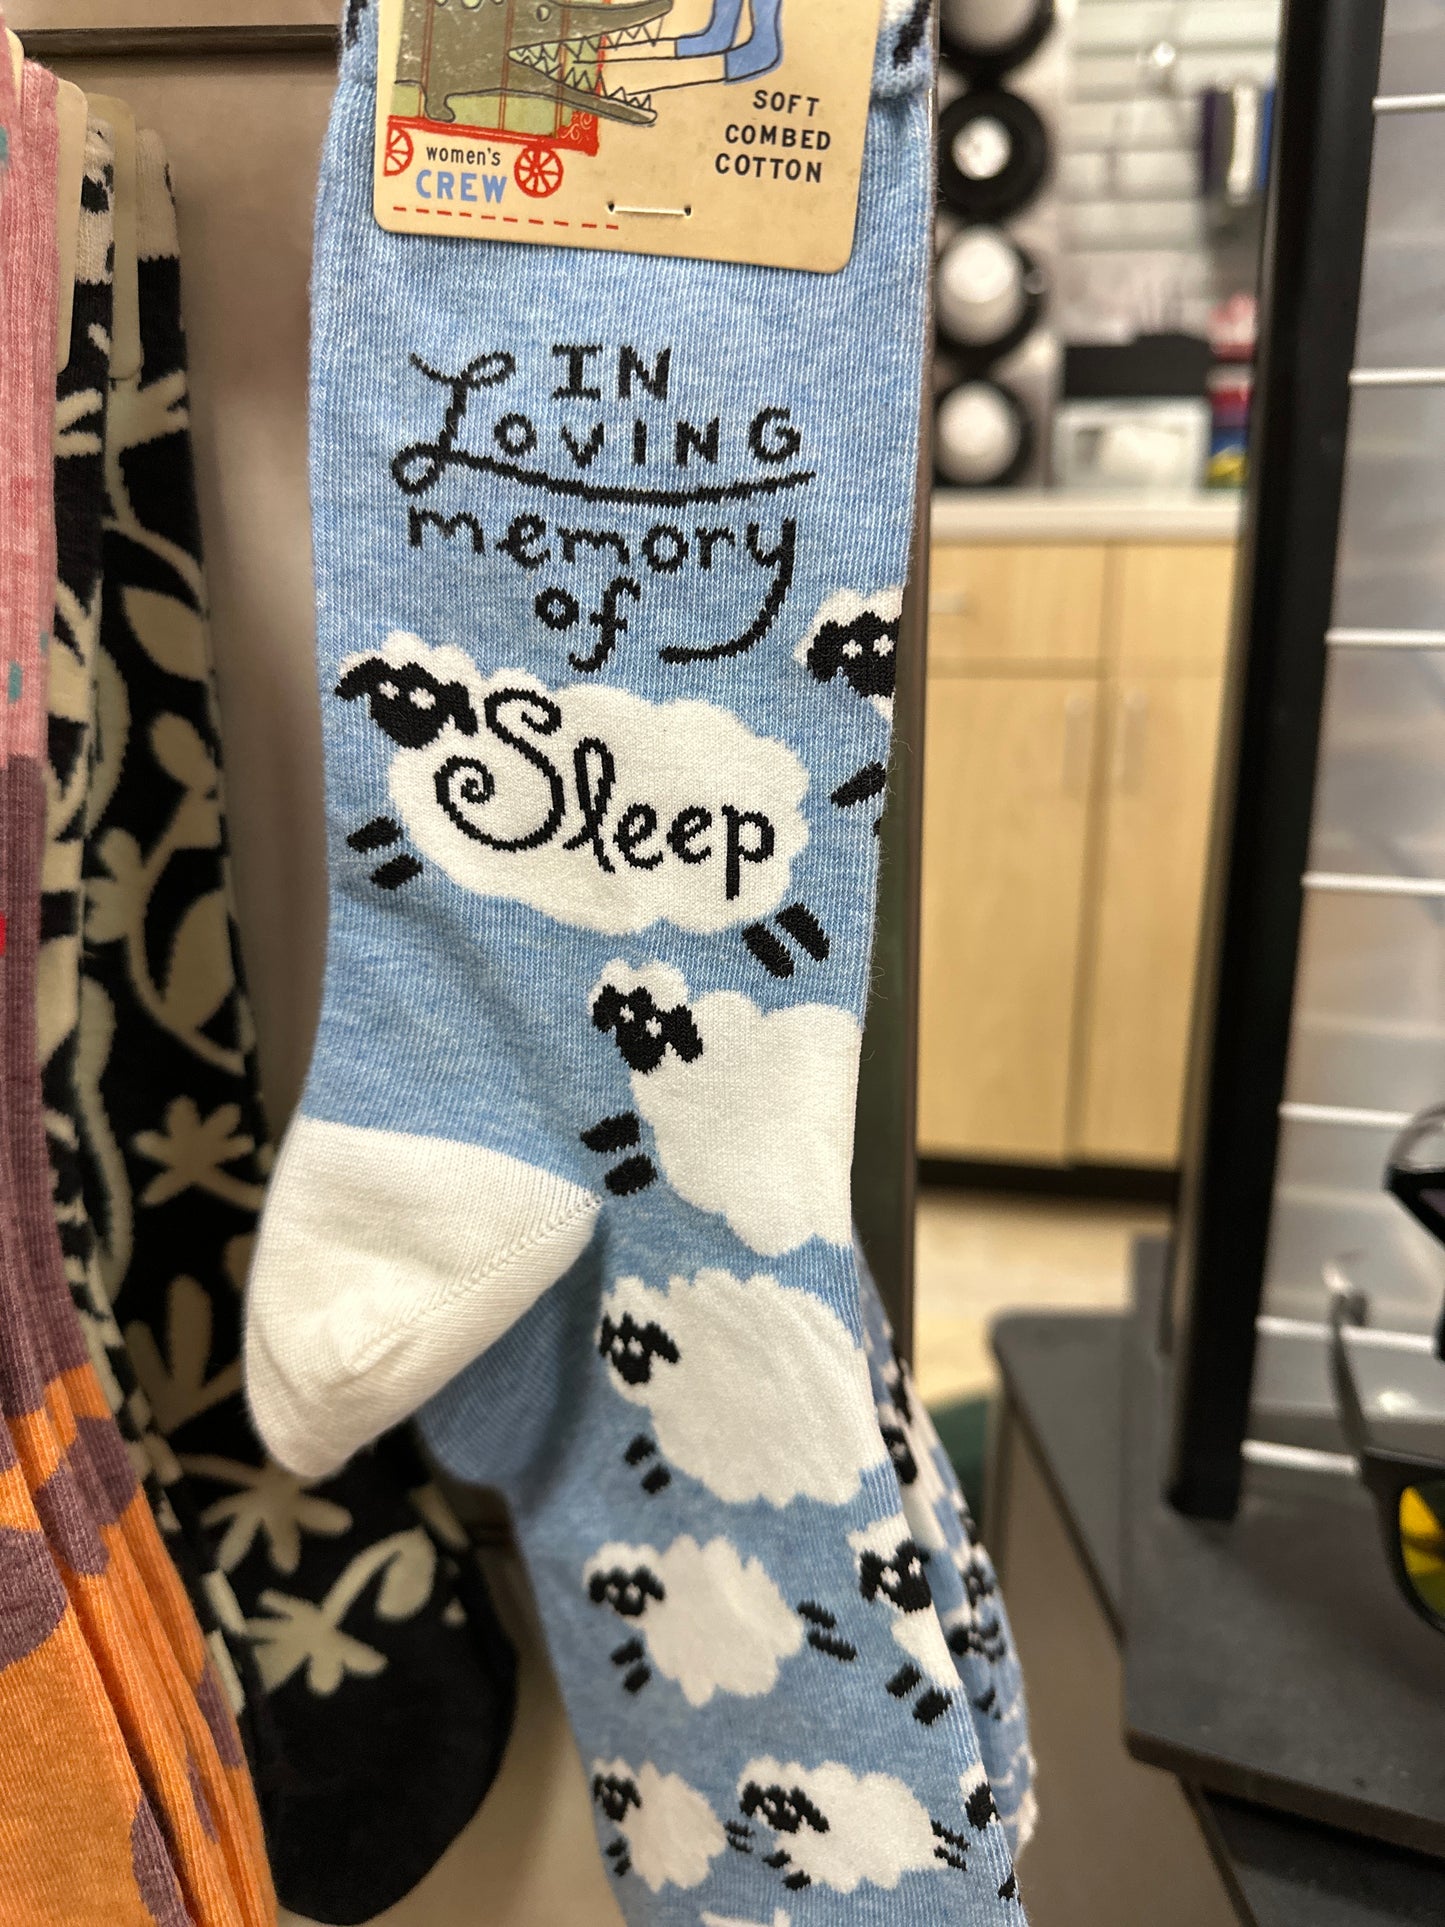 women's
CREW
SOFT
COMBED
COTTON
IN
LOVING
memory
of
Sleep